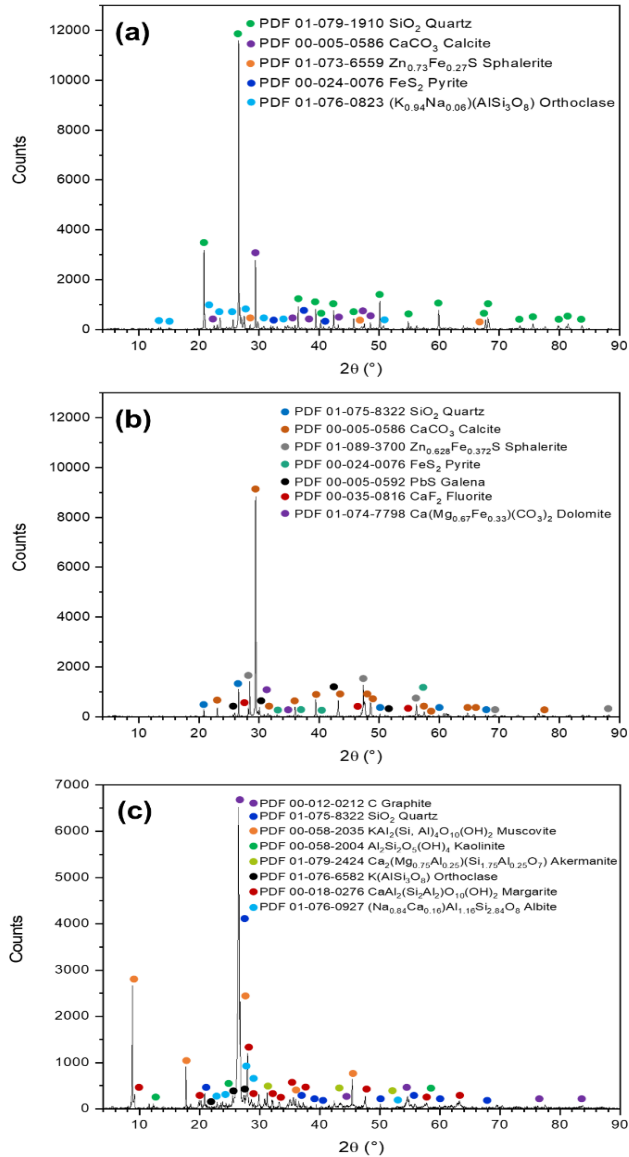 (a)
PDF 01-079-1910 SiO₂ Quartz
PDF 00-005-0586 CaCO₃ Calcite
PDF 01-073-6559 Zn₀.₇₃Fe₀.₂₇S Sphalerite
PDF 00-024-0076 FeS₂ Pyrite
PDF 01-076-0823 (K₀.₉₄Na₀.₀₆)(AlSi₃O₈) Orthoclase
12000
10000
8000
6000
4000
2000
0
Counts
10 20 30 40 50 60 70 80 90
2θ (°)
(b)
PDF 01-075-8322 SiO₂ Quartz
PDF 00-005-0586 CaCO₃ Calcite
PDF 01-089-3700 Zn₀.₆₂₈Fe₀.₃₇₂S Sphalerite
PDF 00-024-0076 FeS₂ Pyrite
PDF 00-005-0592 PbS Galena
PDF 00-035-0816 CaF₂ Fluorite
PDF 01-074-7798 Ca(Mg₀.₆₇Fe₀.₃₃)(CO₃)₂ Dolomite
12000
10000
8000
6000
4000
2000
0
Counts
10 20 30 40 50 60 70 80 90
2θ (°)
(c)
PDF 00-012-0212 C Graphite
PDF 01-075-8322 SiO₂ Quartz
PDF 00-058-2035 KAl₂(Si, Al)₄O₁₀(OH)₂ Muscovite
PDF 00-058-2004 Al₂Si₂O₅(OH)₄ Kaolinite
PDF 01-079-2424 Ca₂(Mg₀.₇₅Al₀.₂₅)(Si₁.₇₅Al₀.₂₅O₇) Akermanite
PDF 01-076-6582 K(AlSi₃O₈) Orthoclase
PDF 00-018-0276 CaAl₂(Si₂Al₂)O₁₀(OH)₂ Margarite
PDF 01-076-0927 (Na₀.₈₄Ca₀.₁₆)Al₁.₁₆Si₂.₈₄O₈ Albite
7000
6000
5000
4000
3000
2000
1000
0
Counts
10 20 30 40 50 60 70 80 90
2θ (°)